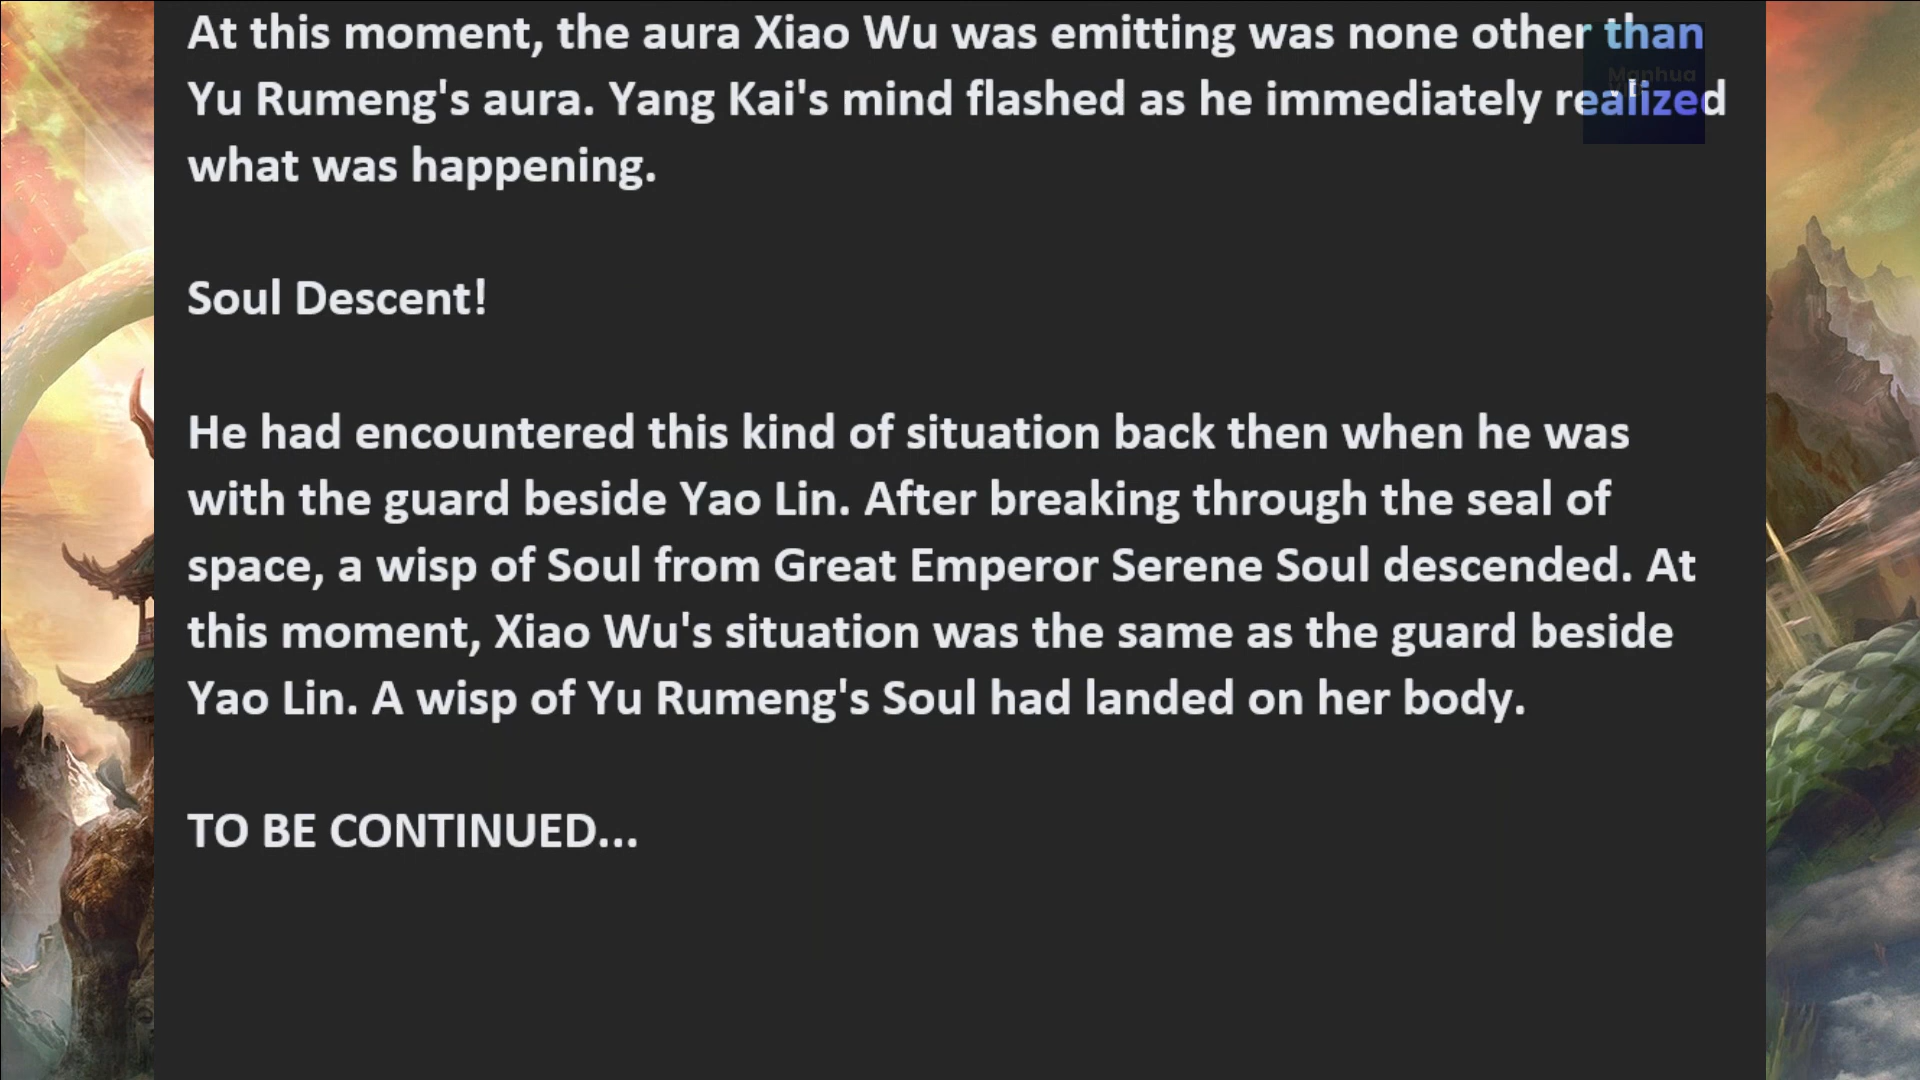 At this moment, the aura Xiao Wu was emitting was none other than
Manhua
Yu Rumeng's aura. Yang Kai's mind flashed as he immediately realized
what was happening.
Soul Descent!
He had encountered this kind of situation back then when he was
with the guard beside Yao Lin. After breaking through the seal of
space, a wisp of Soul from Great Emperor Serene Soul descended. At
this moment, Xiao Wu's situation was the same as the guard beside
Yao Lin. A wisp of Yu Rumeng's Soul had landed on her body.
TO BE CONTINUED...